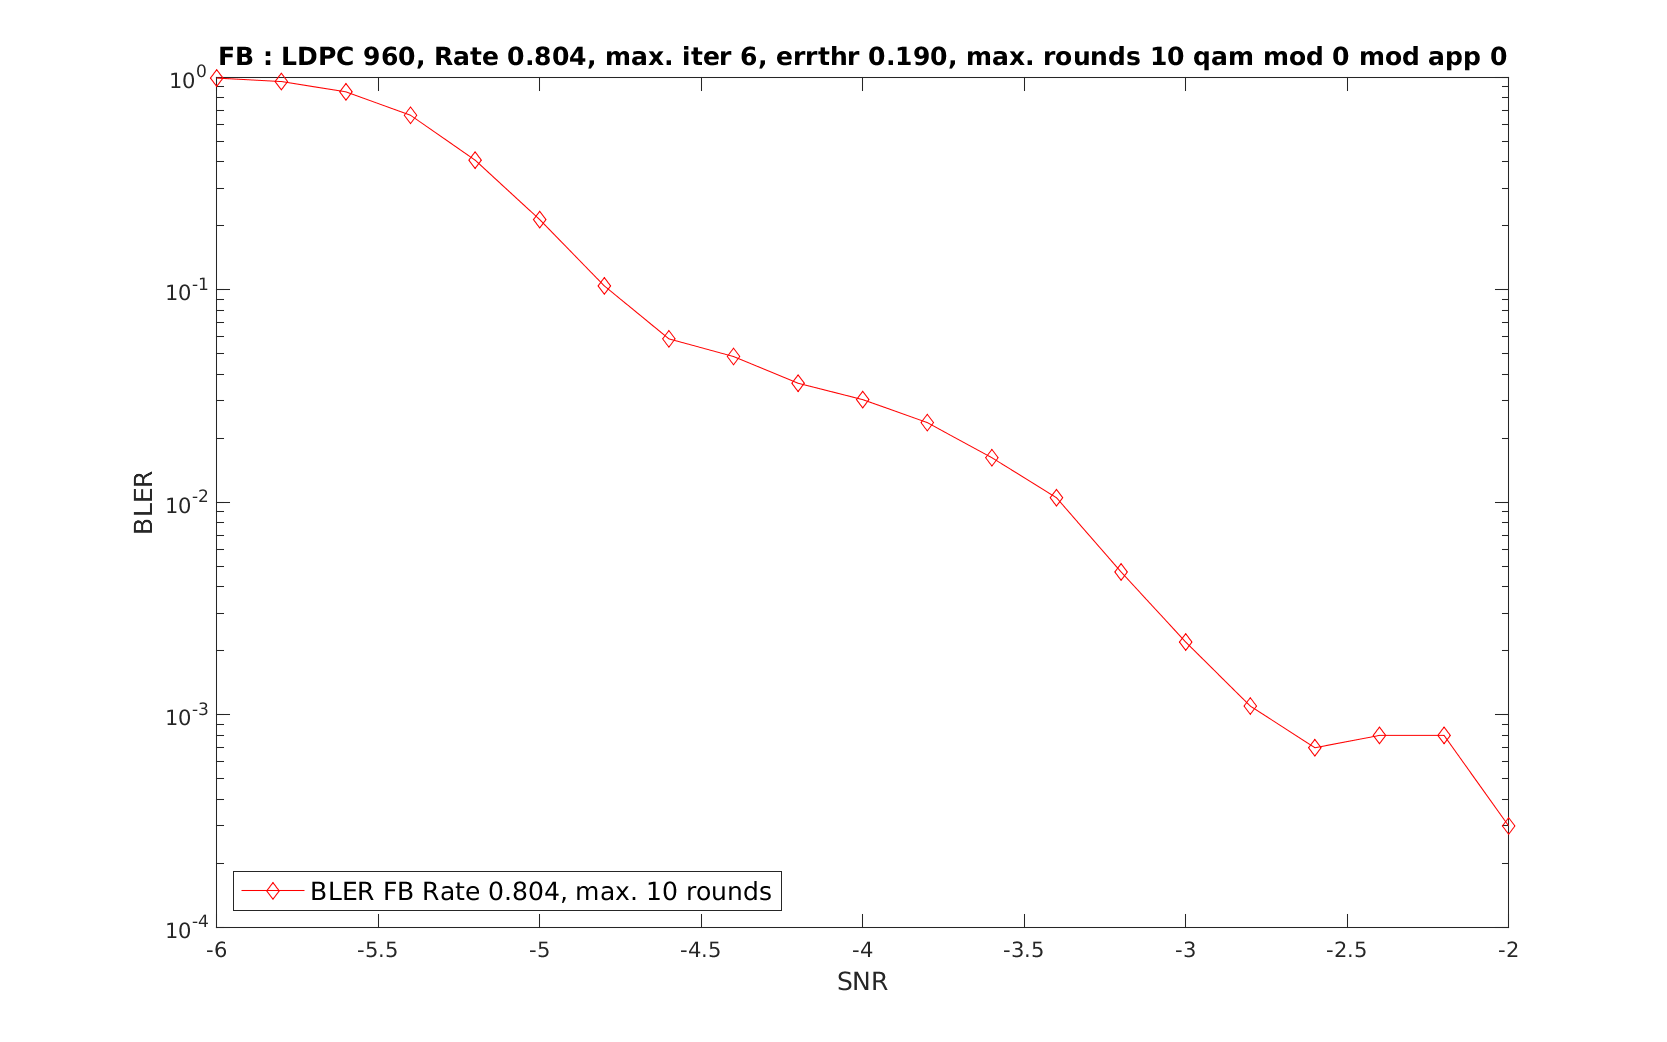 FB : LDPC 960, Rate 0.804, max. iter 6, errthr 0.190, max. rounds 10 qam mod 0 mod app 0
10^0
10^-1
10^-2
10^-3
10^-4
BLER
BLER FB Rate 0.804, max. 10 rounds
-6 -5.5 -5 -4.5 -4 -3.5 -3 -2.5 -2
SNR